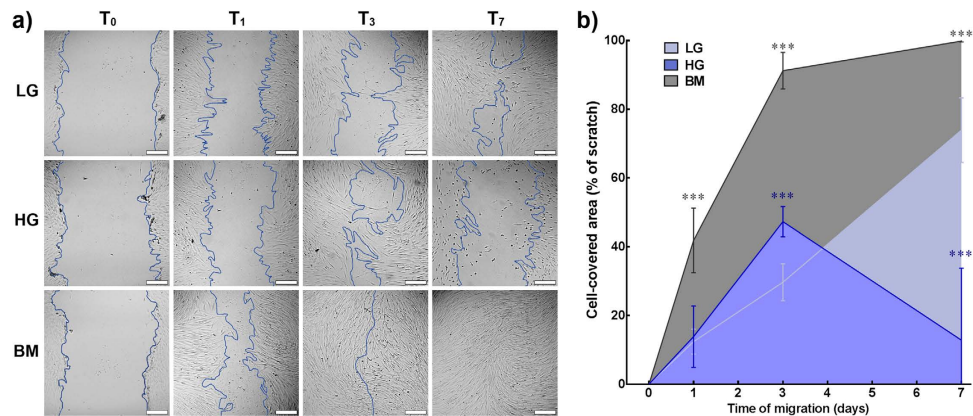 a)
T0 T1 T3 T7
LG
HG
BM
b)
Cell-covered area (% of scratch)
100
80
60
40
20
0
LG
HG
BM
***
***
***
***
***
0 1 2 3 4 5 6 7
Time of migration (days)